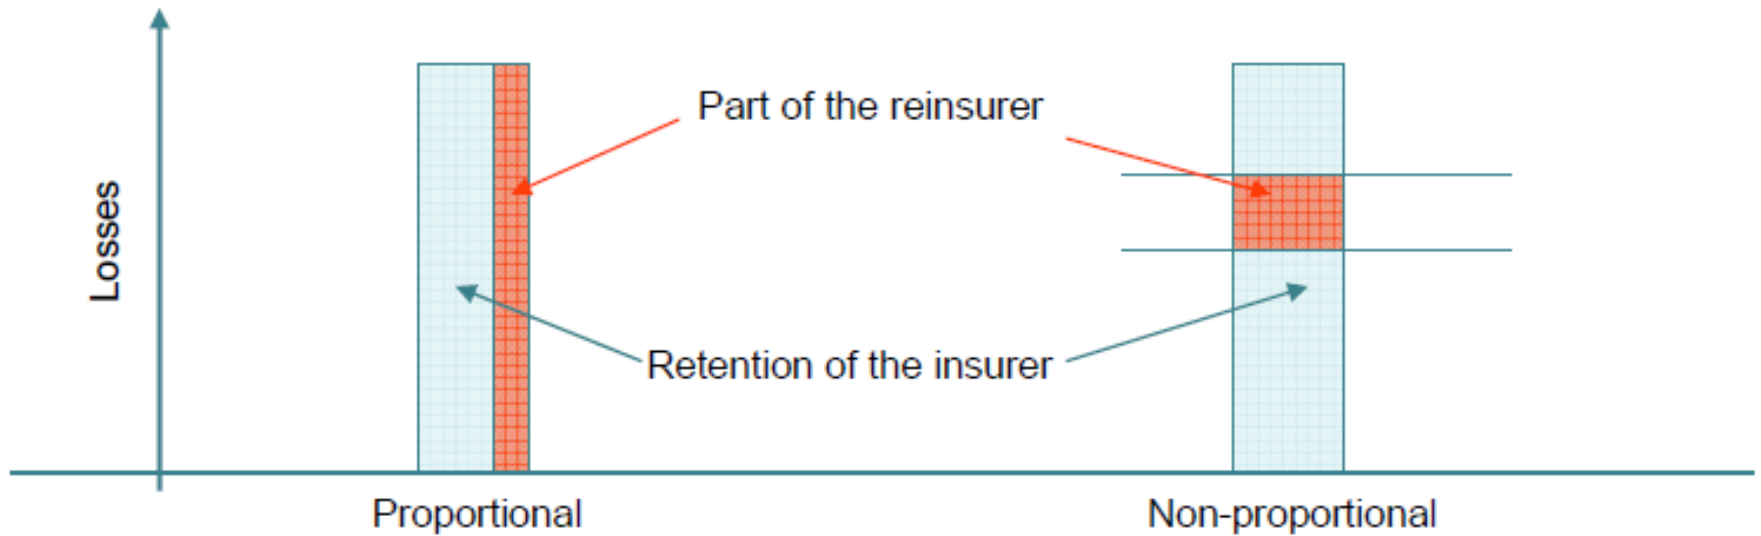 Part of the reinsurer
Losses
Retention of the insurer
Proportional
Non-proportional